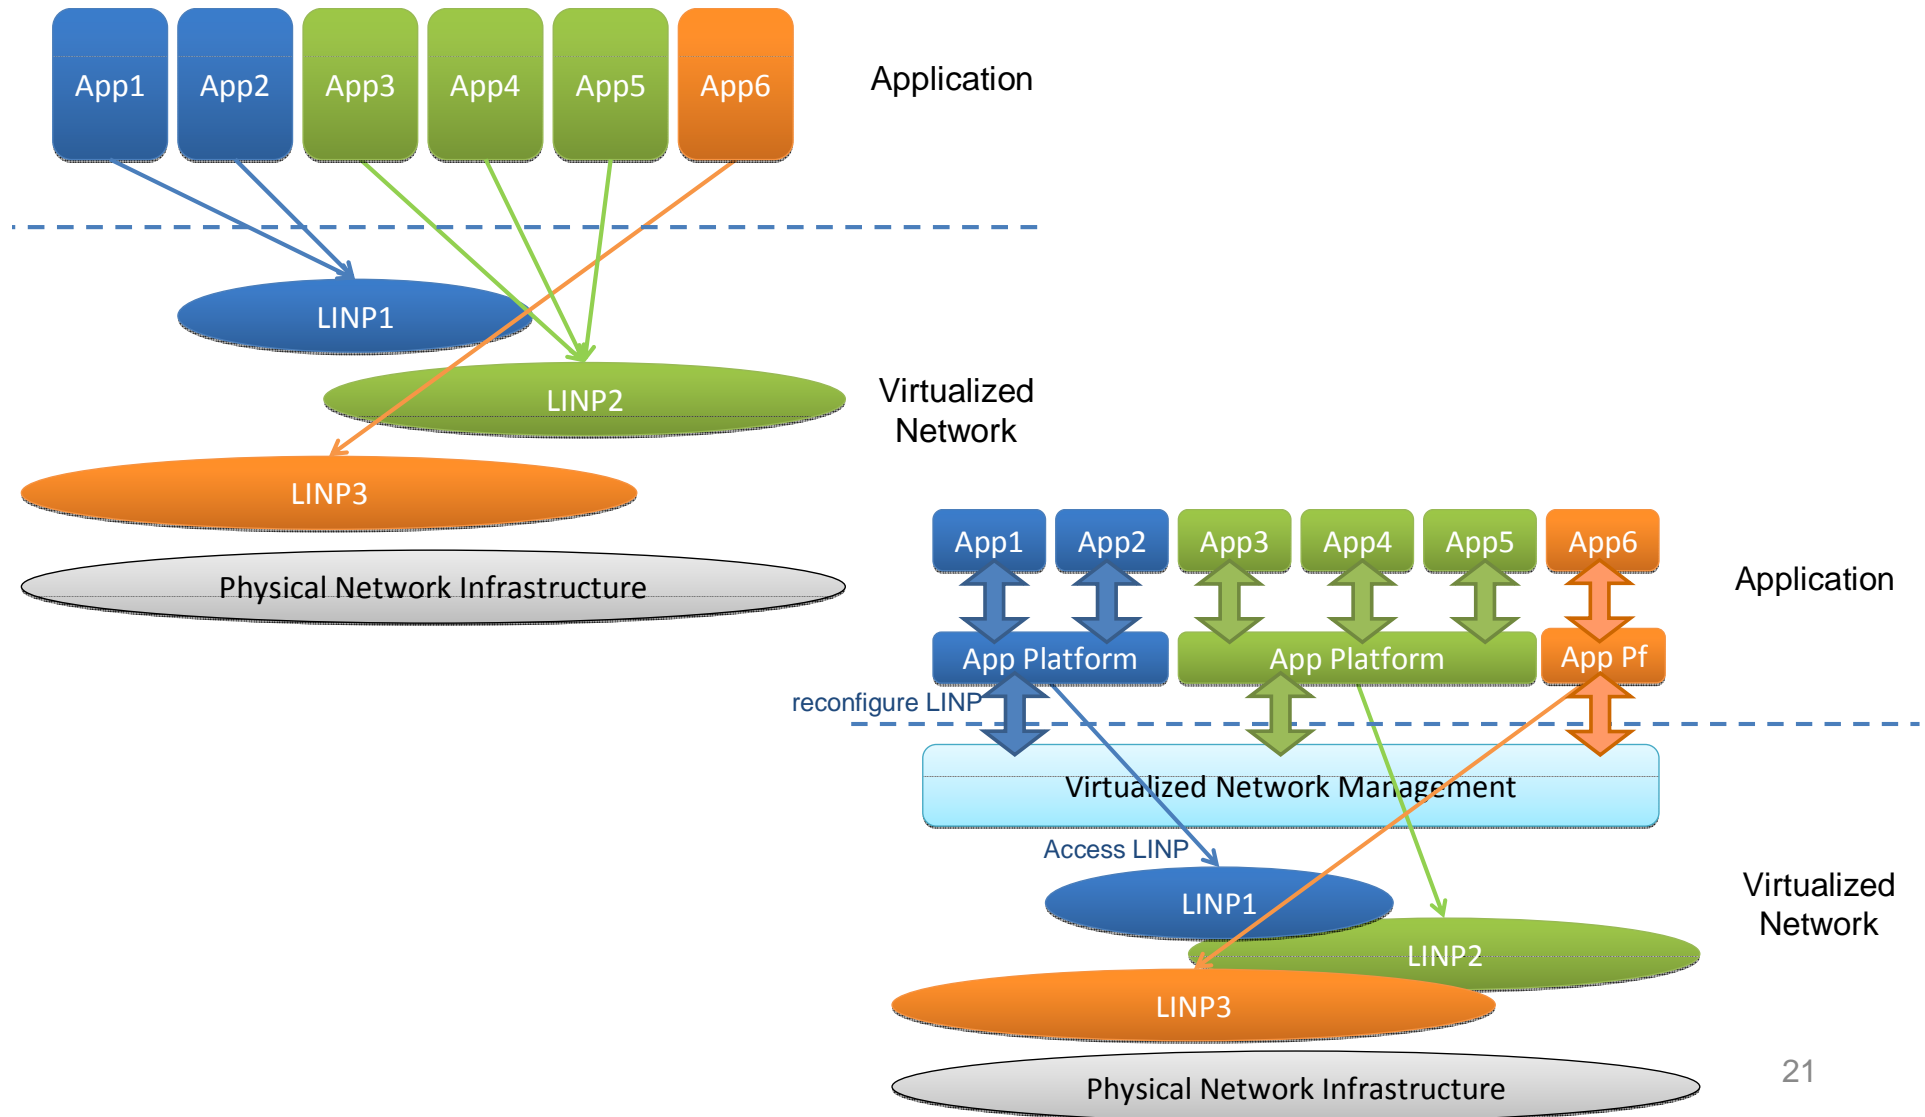 App1
App2
App3
App4
App5
App6
Application
LINP1
LINP2
Virtualized
Network
LINP3
Physical Network Infrastructure
App1
App2
App3
App4
App5
App6
Application
App Platform
App Platform
App Pf
reconfigure LINP
Virtualized Network Management
Access LINP
LINP1
Virtualized
Network
LINP2
LINP3
Physical Network Infrastructure
21